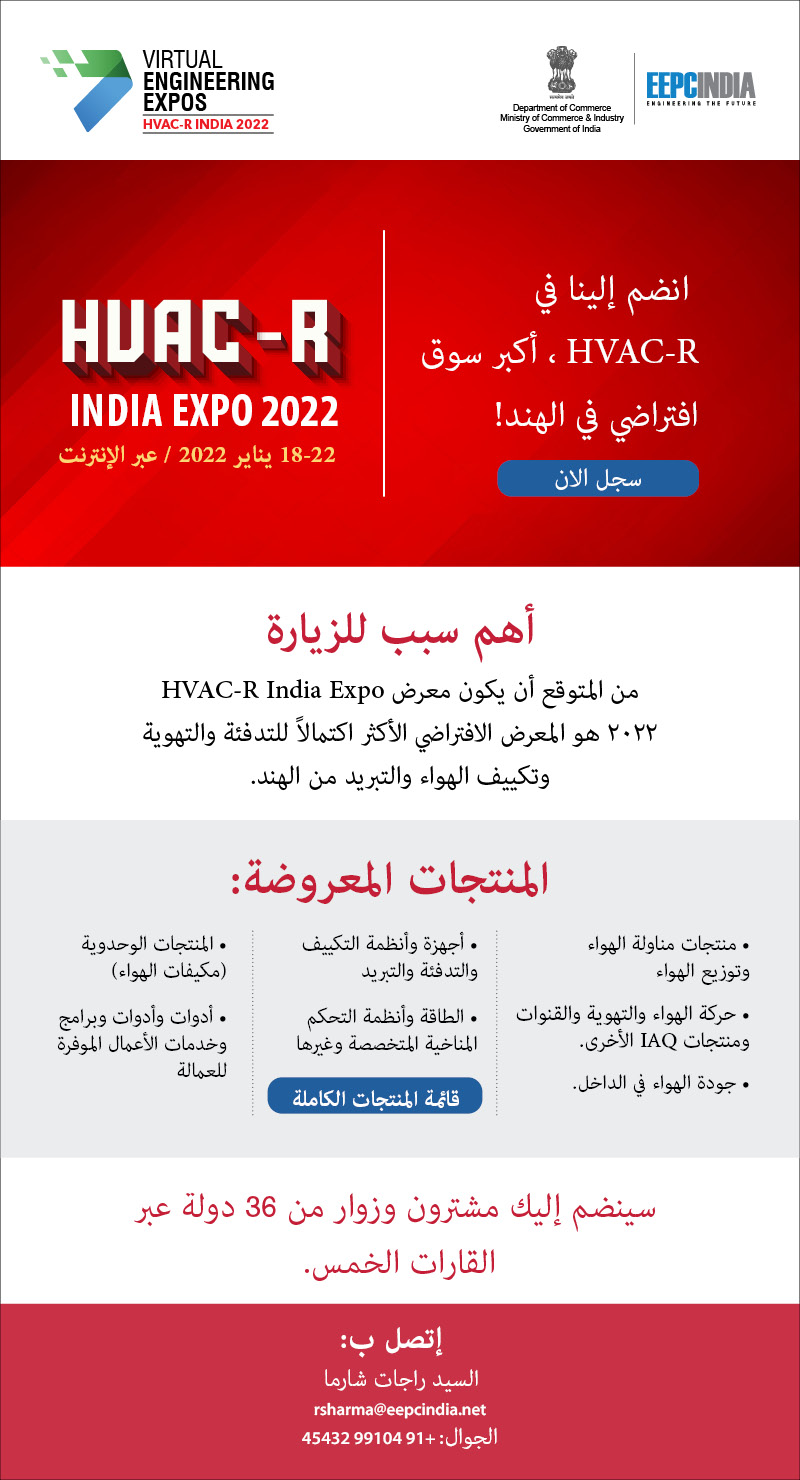 VIRTUAL
ENGINEERING
EXPOS
HVAC-R INDIA 2022
Department of Commerce
Ministry of Commerce & Industry
Government of India
EEPCINDIA
ENGINEERING THE FUTURE
انضم إلينا في
HVAC-R ، أكبر سوق
افتراضي في الهند!
سجل الان
HVAC-R
INDIA EXPO 2022
18-22 يناير 2022 / عبر الإنترنت
أهم سبب للزيارة
من المتوقع أن يكون معرض HVAC-R India Expo
٢٠٢٢ هو المعرض الافتراضي الأكثر اكتمالاً للتدفئة والتهوية
وتكييف الهواء والتبريد من الهند.
المنتجات المعروضة:
• منتجات مناولة الهواء
وتوزيع الهواء
• حركة الهواء والتهوية والقنوات
ومنتجات IAQ الأخرى.
• جودة الهواء في الداخل.
• أجهزة وأنظمة التكييف
والتدفئة والتبريد
• الطاقة وأنظمة التحكم
المناخية المتخصصة وغيرها
قائمة المنتجات الكاملة
• المنتجات الوحدوية
(مكيفات الهواء)
• أدوات وأدوات وبرامج
وخدمات الأعمال الموفرة
للعمالة
سينضم إليك مشترون وزوار من 36 دولة عبر
القارات الخمس.
إتصل ب:
السيد راجات شارما
rsharma@eepcindia.net
الجوال: +91 99104 45432